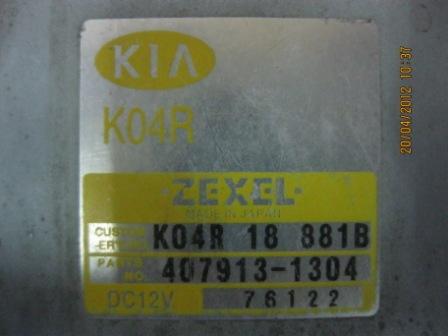 KIA
K04R
·ZEXEL·
MADE IN JAPAN
K04R 18 881B
PARTS NO 407913-1304
DC12V 76122
20/04/2012 10:37